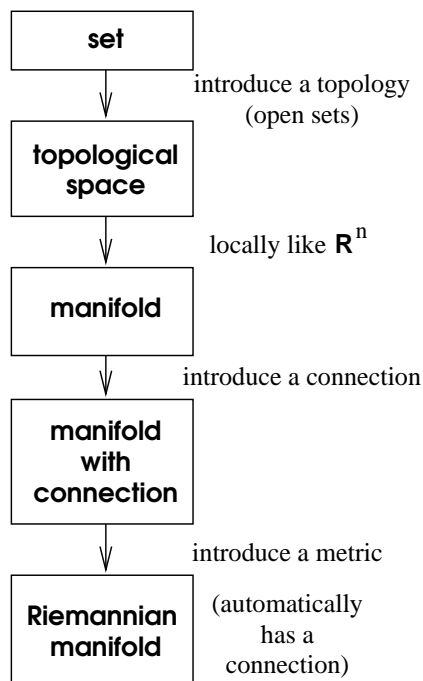 set
introduce a topology
(open sets)
topological
space
locally like R^n
manifold
introduce a connection
manifold
with
connection
introduce a metric
Riemannian
manifold
(automatically
has a
connection)